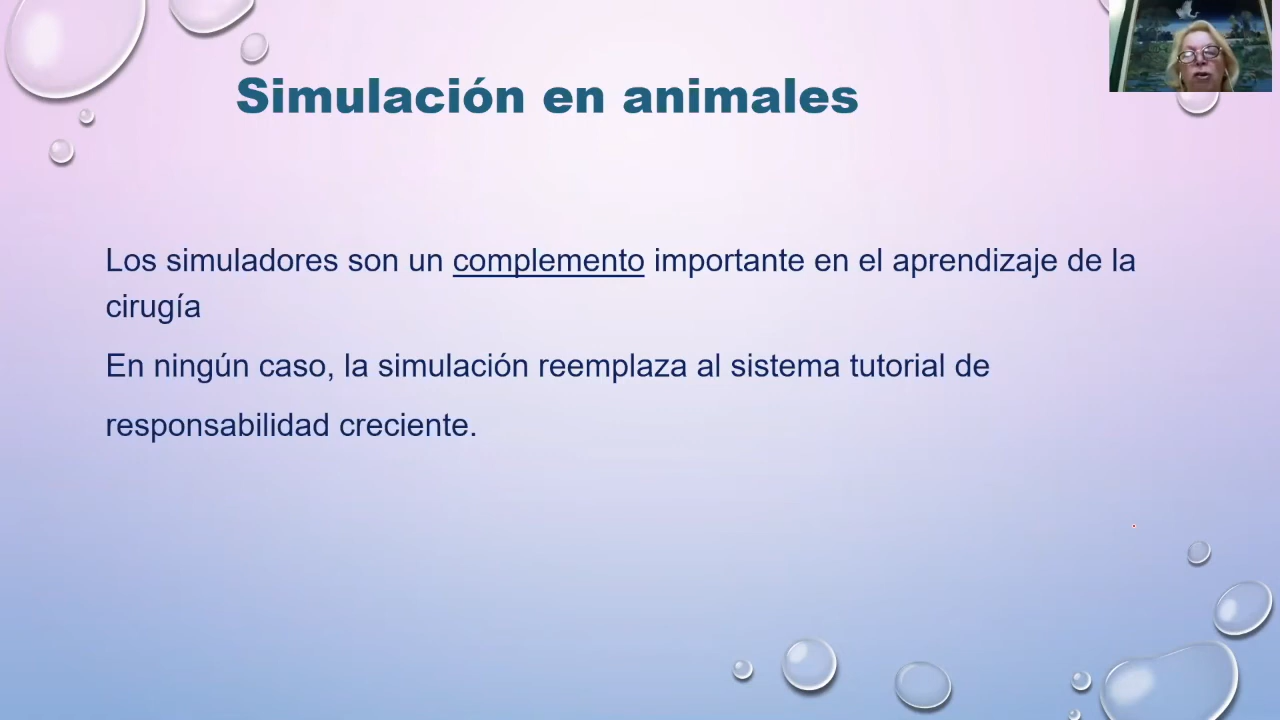 Simulación en animales
Los simuladores son un complemento importante en el aprendizaje de la
cirugía
En ningún caso, la simulación reemplaza al sistema tutorial de
responsabilidad creciente.